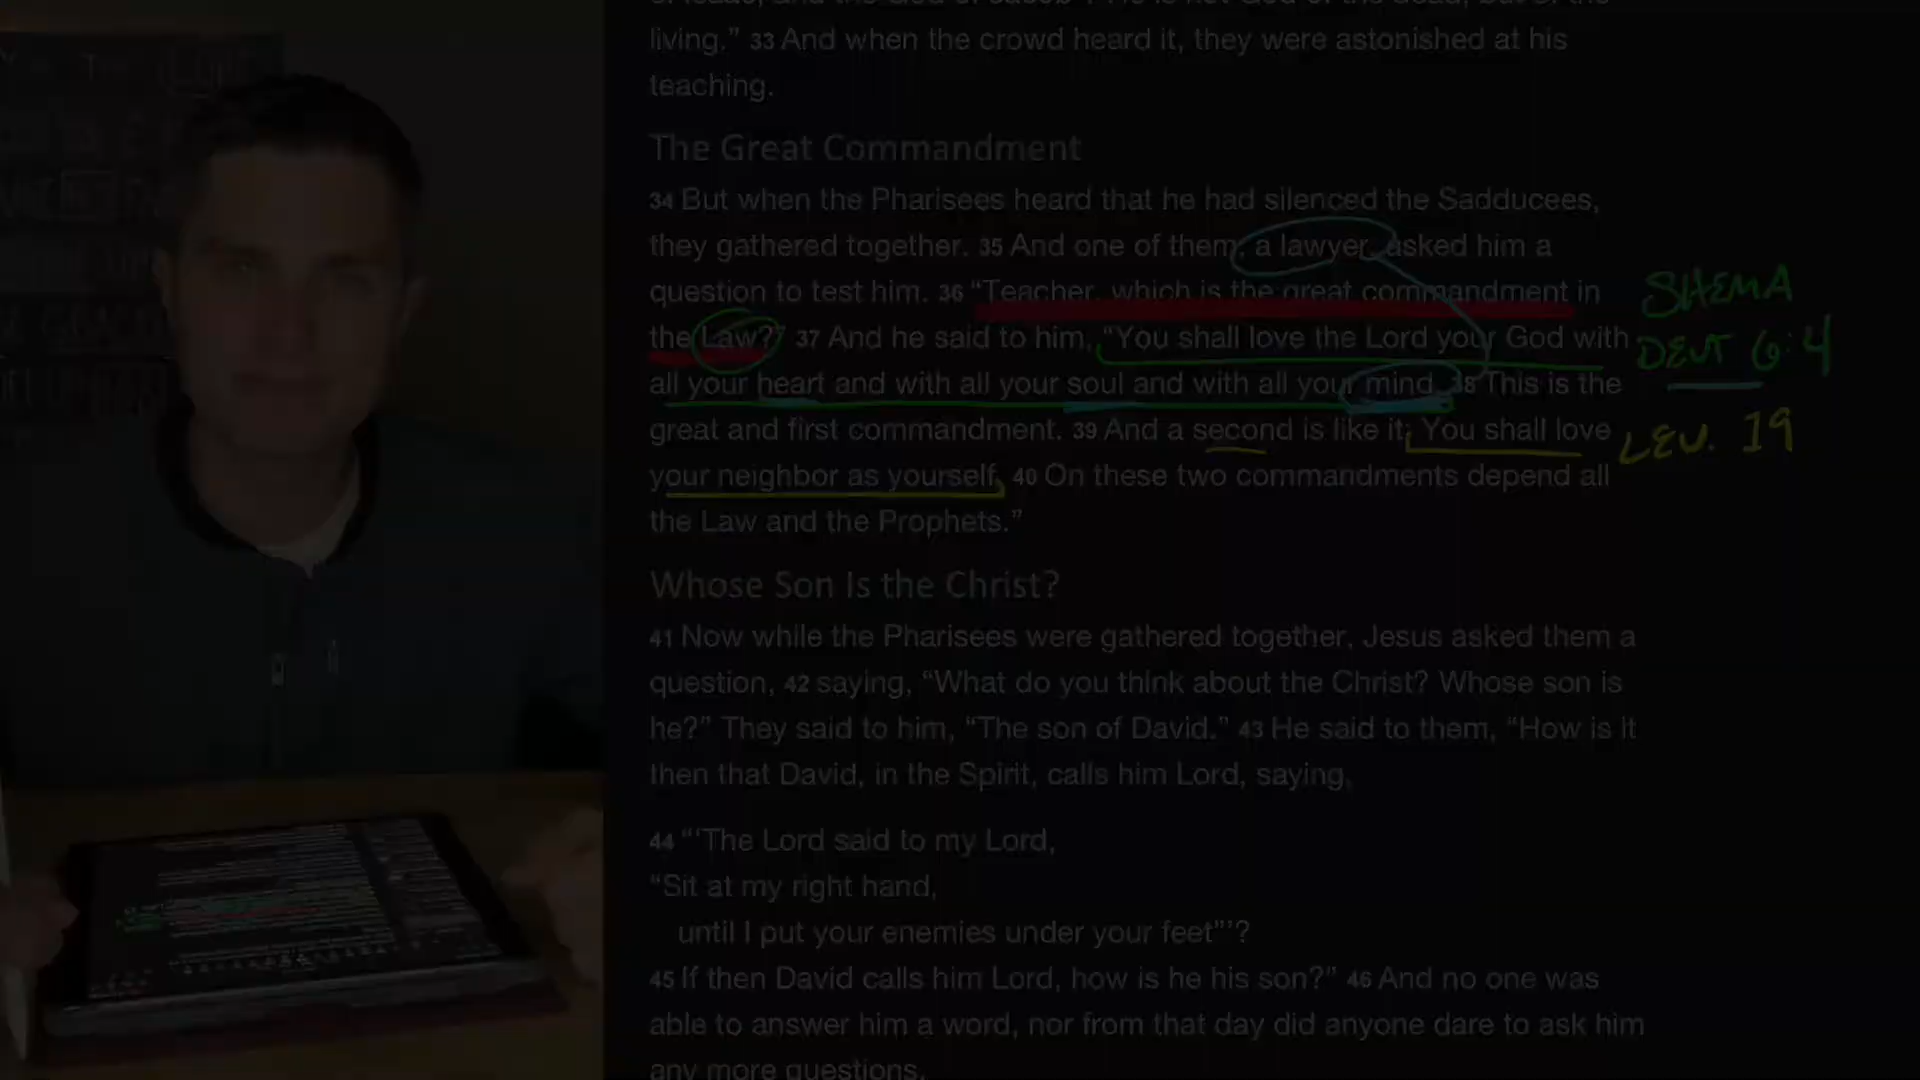 living.” 33 And when the crowd heard it, they were astonished at his
teaching.
The Great Commandment
34 But when the Pharisees heard that he had silenced the Sadducees,
they gathered together. 35 And one of them, a lawyer, asked him a
question to test him. 36 “Teacher, which is the great commandment in
the Law?” 37 And he said to him, “You shall love the Lord your God with
all your heart and with all your soul and with all your mind. 38 This is the
great and first commandment. 39 And a second is like it: You shall love
your neighbor as yourself. 40 On these two commandments depend all
the Law and the Prophets.”
SHEMA
DEUT 6:4
LEV. 19
Whose Son Is the Christ?
41 Now while the Pharisees were gathered together, Jesus asked them a
question, 42 saying, “What do you think about the Christ? Whose son is
he?” They said to him, “The son of David.” 43 He said to them, “How is it
then that David, in the Spirit, calls him Lord, saying,
44 “‘The Lord said to my Lord,
“Sit at my right hand,
until I put your enemies under your feet”’?
45 If then David calls him Lord, how is he his son?” 46 And no one was
able to answer him a word, nor from that day did anyone dare to ask him
any more questions.